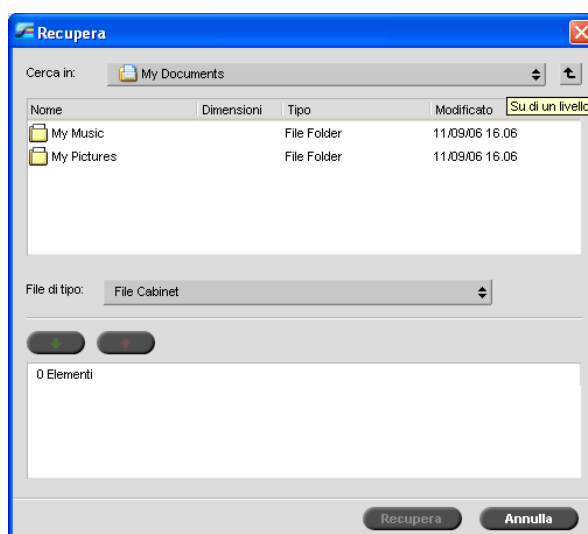 Recupera
Cerca in: My Documents
Su di un livello
Nome Dimensioni Tipo Modificato
My Music File Folder 11/09/06 16.06
My Pictures File Folder 11/09/06 16.06
File di tipo: File Cabinet
0 Elementi
Recupera Annulla